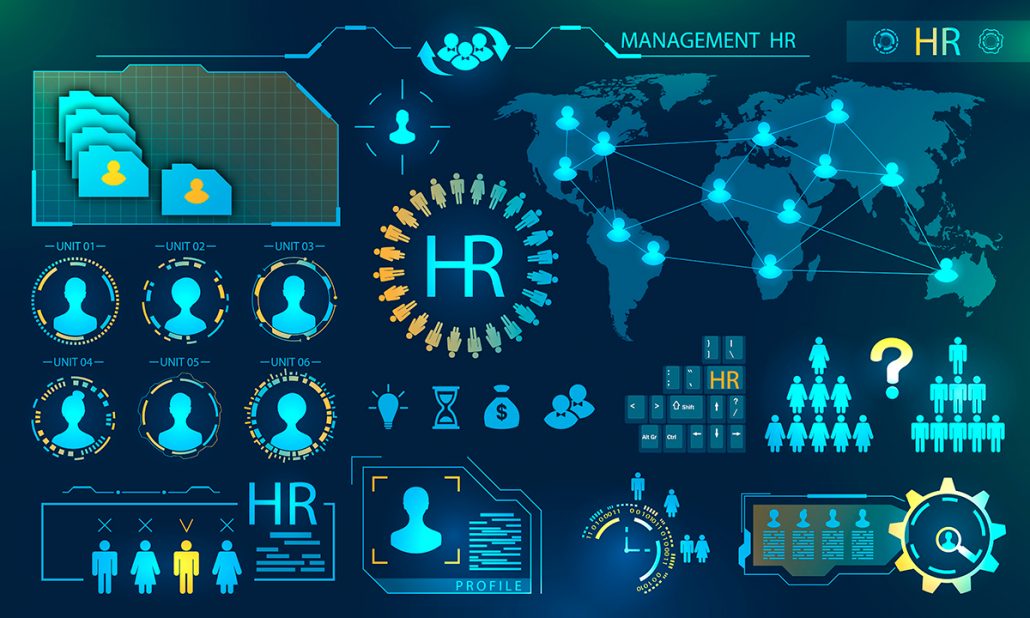 MANAGEMENT HR
HR
UNIT 01
UNIT 02
UNIT 03
HR
UNIT 04
UNIT 05
UNIT 06
} |
] \
: "
; '
HR
< > ⇧ Shift ↑ ?
/
Alt Gr Ctrl ← ↓ →
?
$
HR
PROFILE